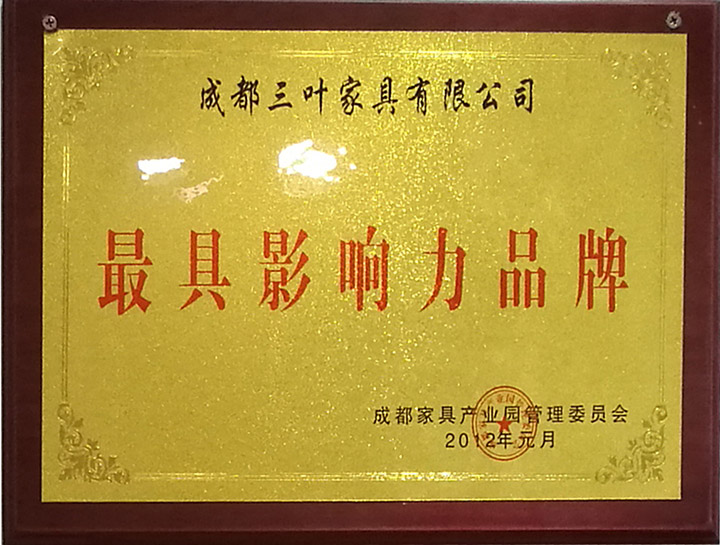 成都三叶家具有限公司
最具影响力品牌
成都家具产业园管理委员会
2012年元月